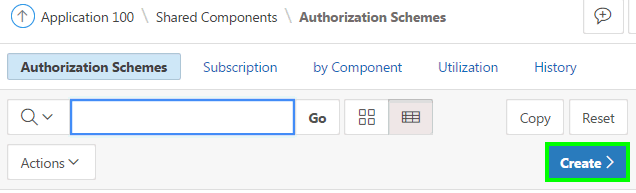 Application 100 \ Shared Components \ Authorization Schemes
Authorization Schemes Subscription by Component Utilization History
Go Copy Reset
Actions Create